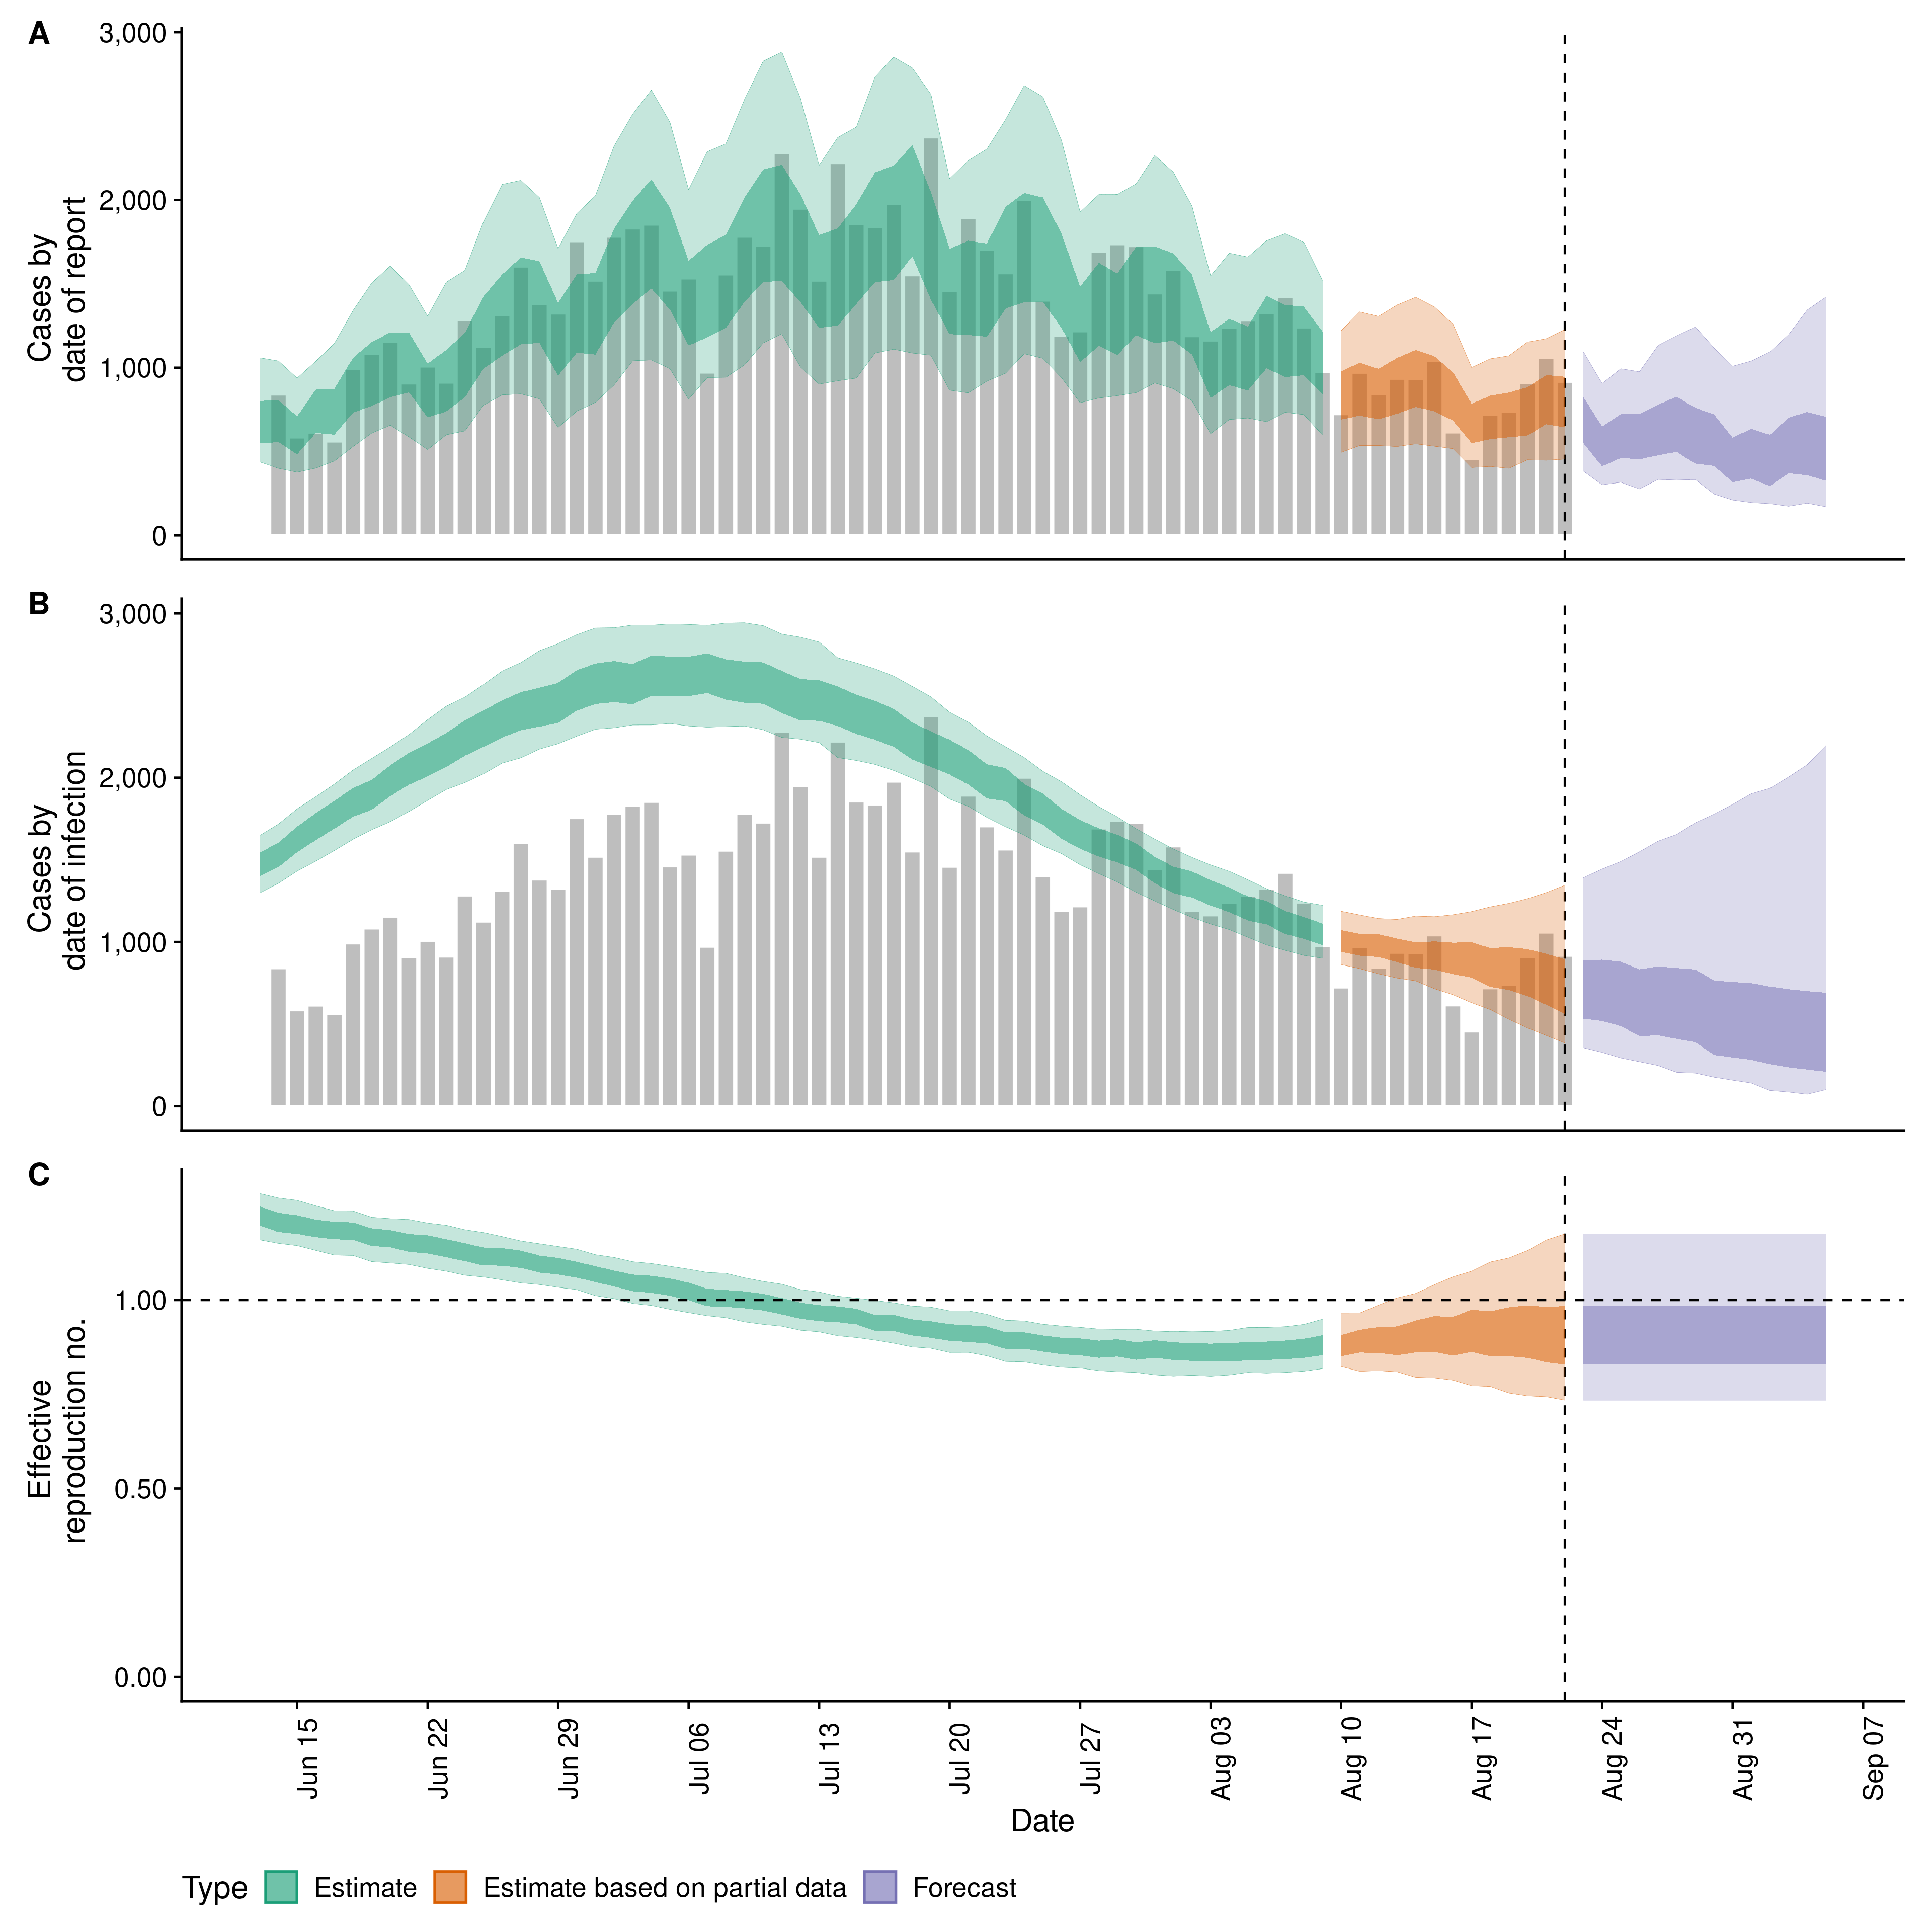 A
3,000
2,000
1,000
0
Cases by
date of report
B
3,000
2,000
1,000
0
Cases by
date of infection
C
1.00
0.50
0.00
Effective
reproduction no.
Jun 15
Jun 22
Jun 29
Jul 06
Jul 13
Jul 20
Jul 27
Aug 03
Aug 10
Aug 17
Aug 24
Aug 31
Sep 07
Date
Type
Estimate
Estimate based on partial data
Forecast